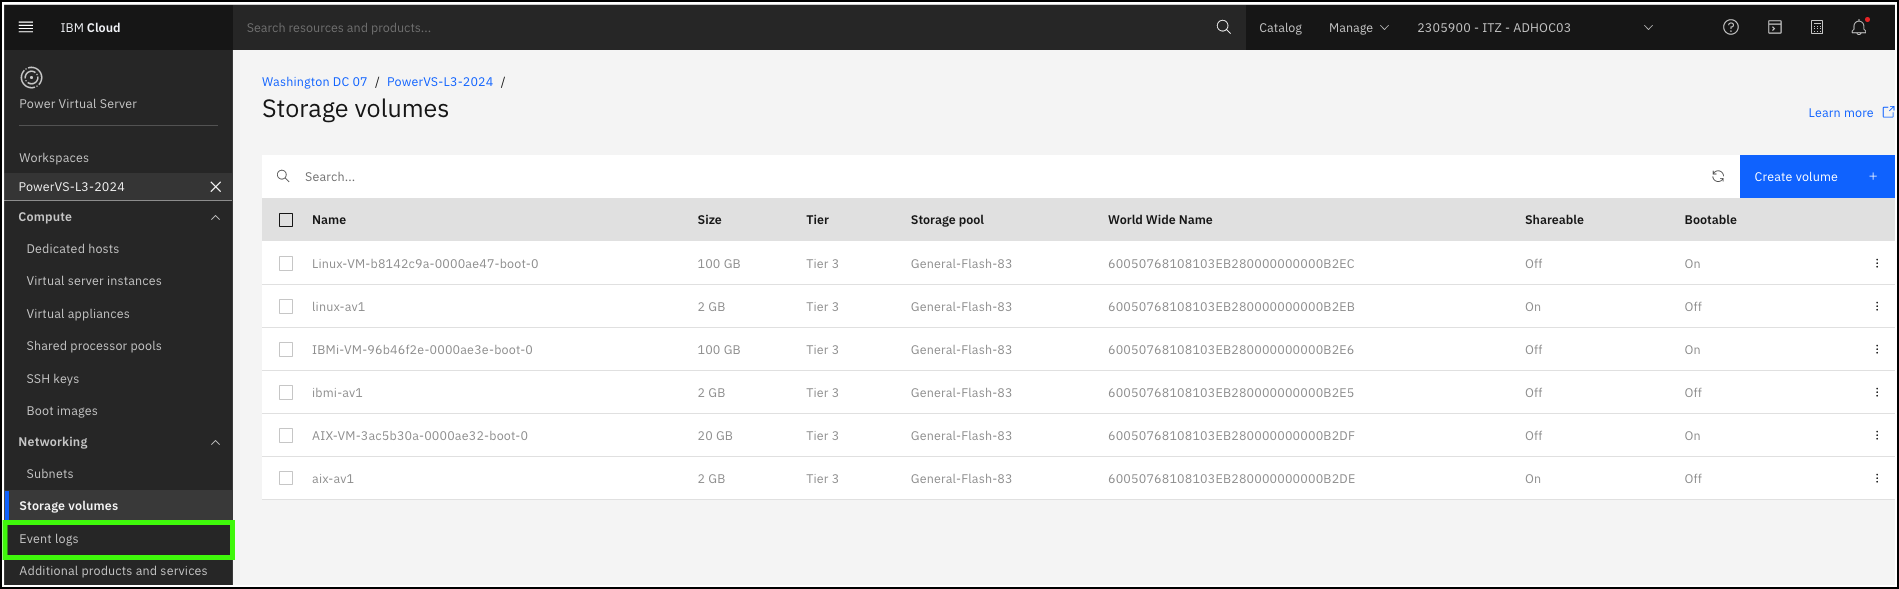 IBM Cloud
Search resources and products...
Catalog
Manage
2305900 - ITZ - ADHOC03
Power Virtual Server
Workspaces
PowerVS-L3-2024
Compute
Dedicated hosts
Virtual server instances
Virtual appliances
Shared processor pools
SSH keys
Boot images
Networking
Subnets
Storage volumes
Event logs
Additional products and services
Washington DC 07 / PowerVS-L3-2024 /
Storage volumes
Learn more
Search...
Create volume +
Name Size Tier Storage pool World Wide Name Shareable Bootable
Linux-VM-b8142c9a-0000ae47-boot-0 100 GB Tier 3 General-Flash-83 60050768108103EB280000000000B2EC Off On
linux-av1 2 GB Tier 3 General-Flash-83 60050768108103EB280000000000B2EB On Off
IBMi-VM-96b46f2e-0000ae3e-boot-0 100 GB Tier 3 General-Flash-83 60050768108103EB280000000000B2E6 Off On
ibmi-av1 2 GB Tier 3 General-Flash-83 60050768108103EB280000000000B2E5 Off Off
AIX-VM-3ac5b30a-0000ae32-boot-0 20 GB Tier 3 General-Flash-83 60050768108103EB280000000000B2DF Off On
aix-av1 2 GB Tier 3 General-Flash-83 60050768108103EB280000000000B2DE On Off